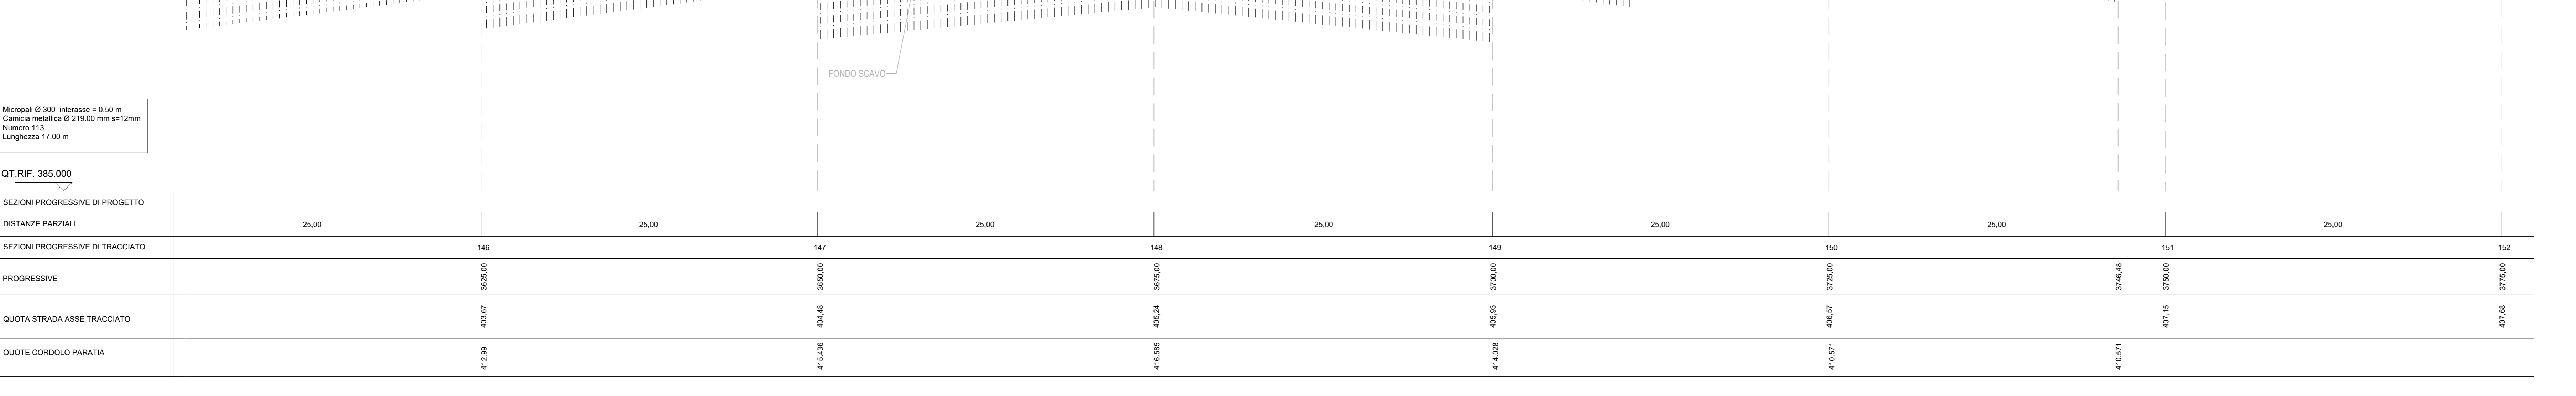 FONDO SCAVO
Micropali Ø 300 interasse = 0.50 m
Camicia metallica Ø 219.00 mm s=12mm
Numero 113
Lunghezza 17.00 m
QT.RIF. 385.000
SEZIONI PROGRESSIVE DI PROGETTO
DISTANZE PARZIALI 25,00 25,00 25,00 25,00 25,00 25,00 25,00
SEZIONI PROGRESSIVE DI TRACCIATO 146 147 148 149 150 151 152
PROGRESSIVE 3625,00 3650,00 3675,00 3700,00 3725,00 3746,48 3750,00 3775,00
QUOTA STRADA ASSE TRACCIATO 403,67 404,48 405,24 405,93 406,57 407,15 407,68
QUOTE CORDOLO PARATIA 412.99 415.436 416.585 414.028 410.571 410.571